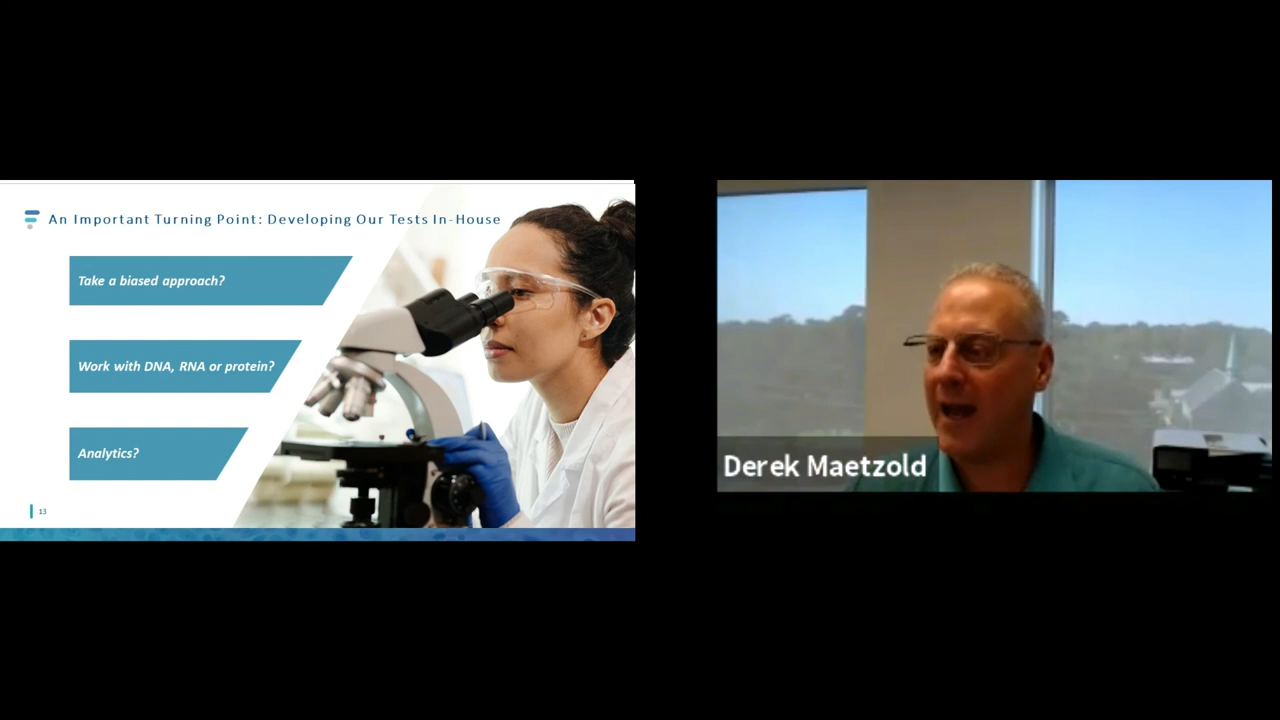 An Important Turning Point: Developing Our Tests In-House
Take a biased approach?
Work with DNA, RNA or protein?
Analytics?
13
Derek Maetzold